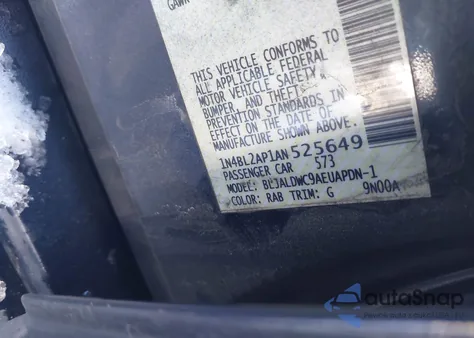 GAWR
THIS VEHICLE CONFORMS TO
ALL APPLICABLE FEDERAL
MOTOR VEHICLE SAFETY,
BUMPER, AND THEFT
PREVENTION STANDARDS IN
EFFECT ON THE DATE OF
MANUFACTURE SHOWN ABOVE.
1N4BL2AP1AN525649
PASSENGER CAR 573
MODEL: BLJALDWC9AEUAPDN-1
COLOR: RAB TRIM: G 9N00A
autoSnap